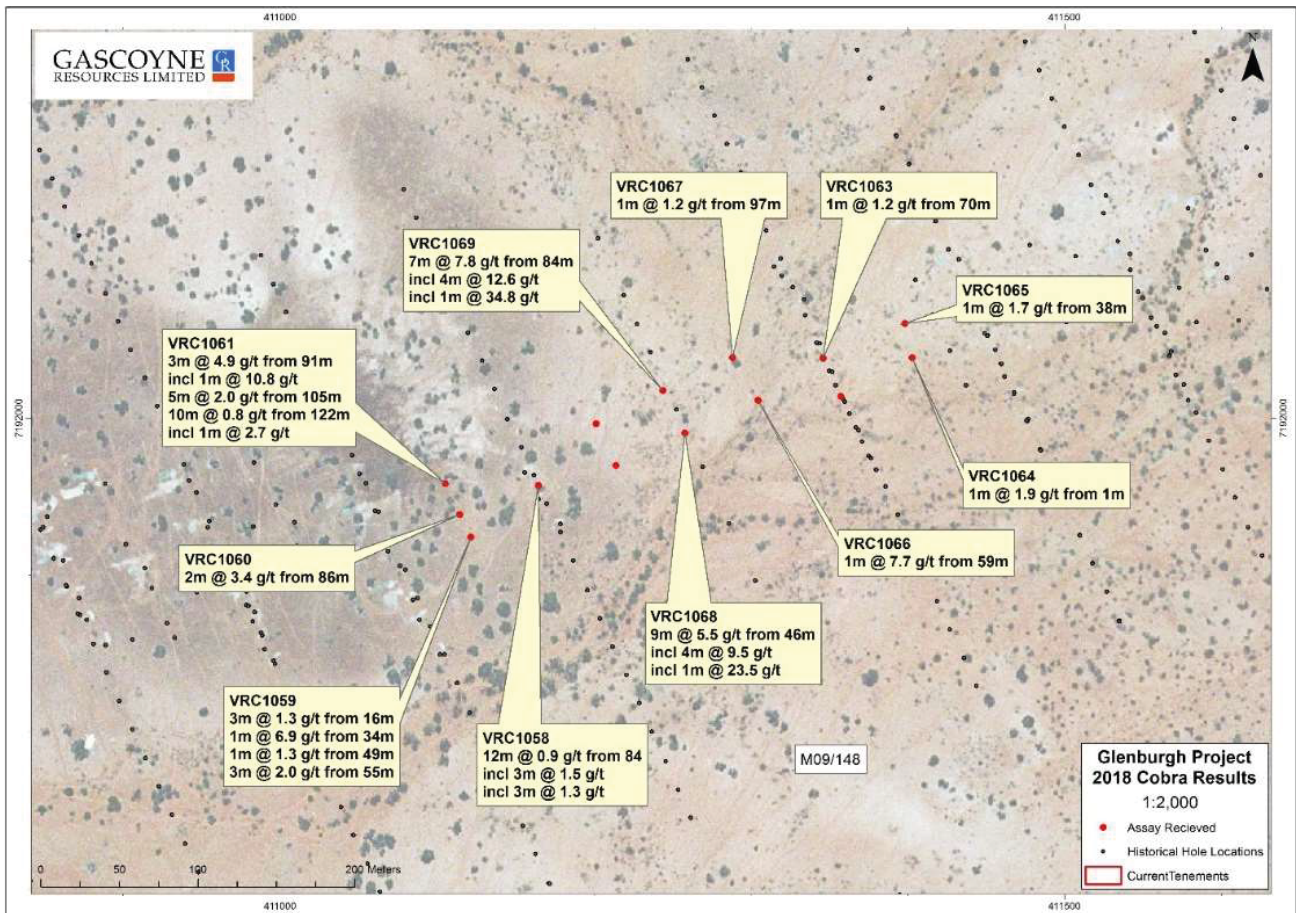 411000
411500
GASCOYNE
RESOURCES LIMITED
GR
N
VRC1067
1m @ 1.2 g/t from 97m
VRC1063
1m @ 1.2 g/t from 70m
VRC1069
7m @ 7.8 g/t from 84m
incl 4m @ 12.6 g/t
incl 1m @ 34.8 g/t
VRC1065
1m @ 1.7 g/t from 38m
VRC1061
3m @ 4.9 g/t from 91m
incl 1m @ 10.8 g/t
5m @ 2.0 g/t from 105m
10m @ 0.8 g/t from 122m
incl 1m @ 2.7 g/t
7192000
7192000
VRC1064
1m @ 1.9 g/t from 1m
VRC1060
2m @ 3.4 g/t from 86m
VRC1066
1m @ 7.7 g/t from 59m
VRC1068
9m @ 5.5 g/t from 46m
incl 4m @ 9.5 g/t
incl 1m @ 23.5 g/t
VRC1059
3m @ 1.3 g/t from 16m
1m @ 6.9 g/t from 34m
1m @ 1.3 g/t from 49m
3m @ 2.0 g/t from 55m
VRC1058
12m @ 0.9 g/t from 84
incl 3m @ 1.5 g/t
incl 3m @ 1.3 g/t
M09/148
Glenburgh Project
2018 Cobra Results
1:2,000
Assay Recieved
Historical Hole Locations
CurrentTenements
0 50 100 200 Meters
411000
411500